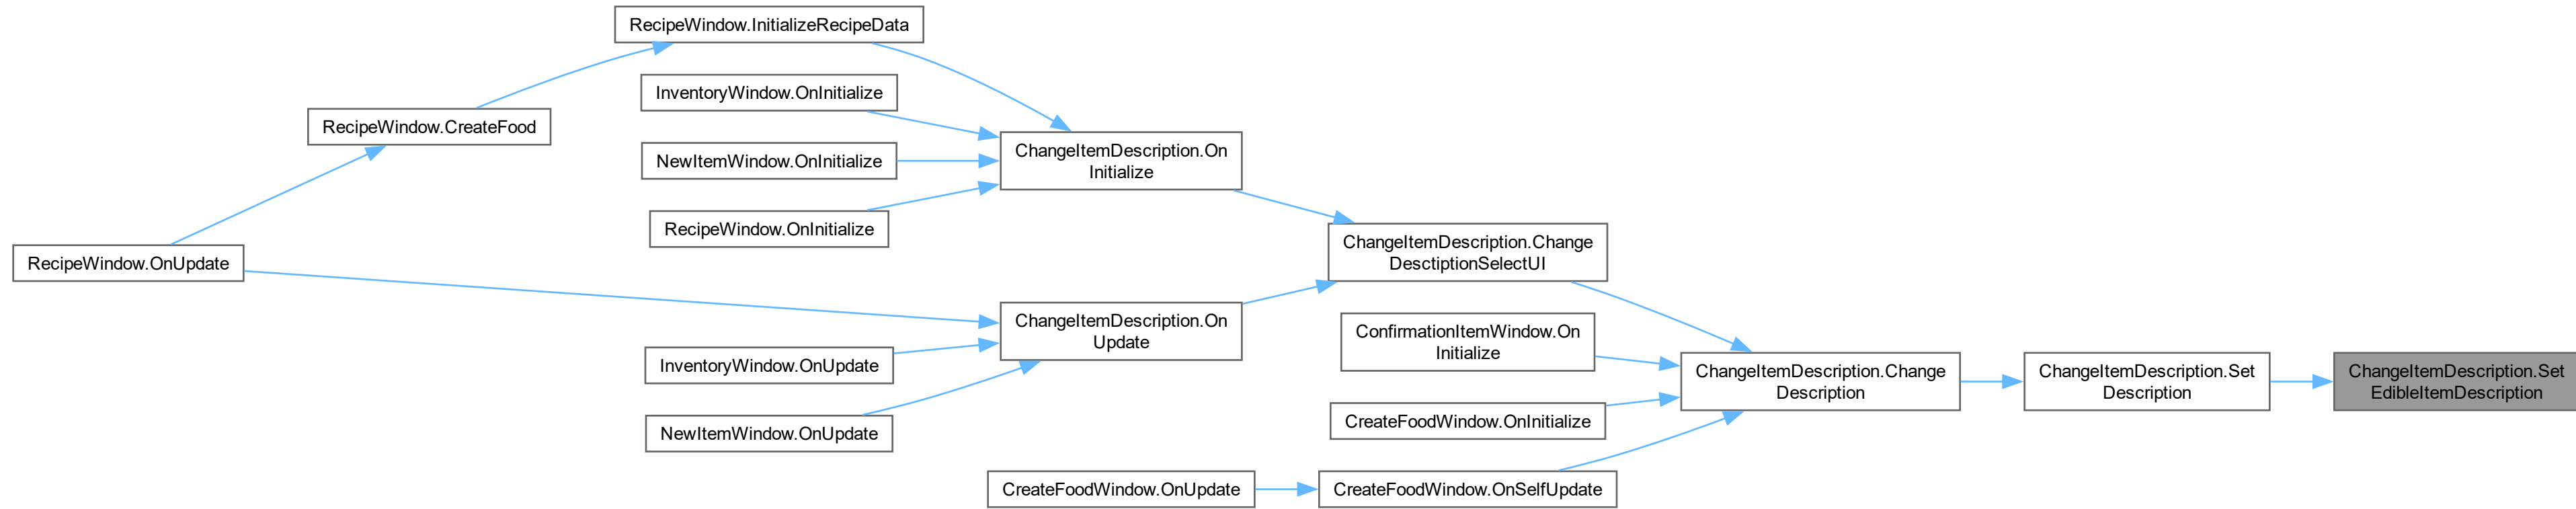 RecipeWindow.InitializeRecipeData
InventoryWindow.OnInitialize
RecipeWindow.CreateFood
ChangeItemDescription.On
Initialize
NewItemWindow.OnInitialize
RecipeWindow.OnInitialize
RecipeWindow.OnUpdate
ChangeItemDescription.Change
DesctiptionSelectUI
ChangeItemDescription.On
Update
ConfirmationItemWindow.On
Initialize
InventoryWindow.OnUpdate
ChangeItemDescription.Change
Description
ChangeItemDescription.Set
Description
ChangeItemDescription.Set
EdibleItemDescription
CreateFoodWindow.OnInitialize
NewItemWindow.OnUpdate
CreateFoodWindow.OnUpdate
CreateFoodWindow.OnSelfUpdate